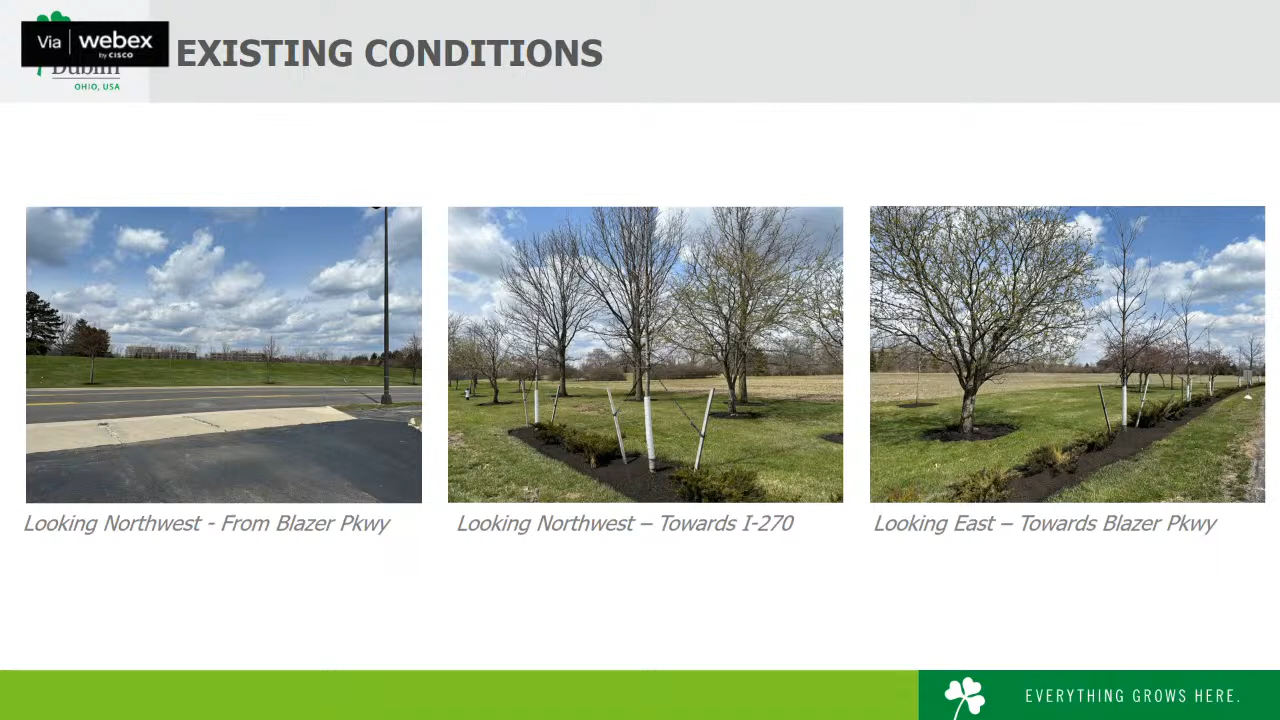 Via webex
by CISCO
Dublin
OHIO, USA
EXISTING CONDITIONS
Looking Northwest - From Blazer Pkwy
Looking Northwest – Towards I-270
Looking East – Towards Blazer Pkwy
EVERYTHING GROWS HERE.